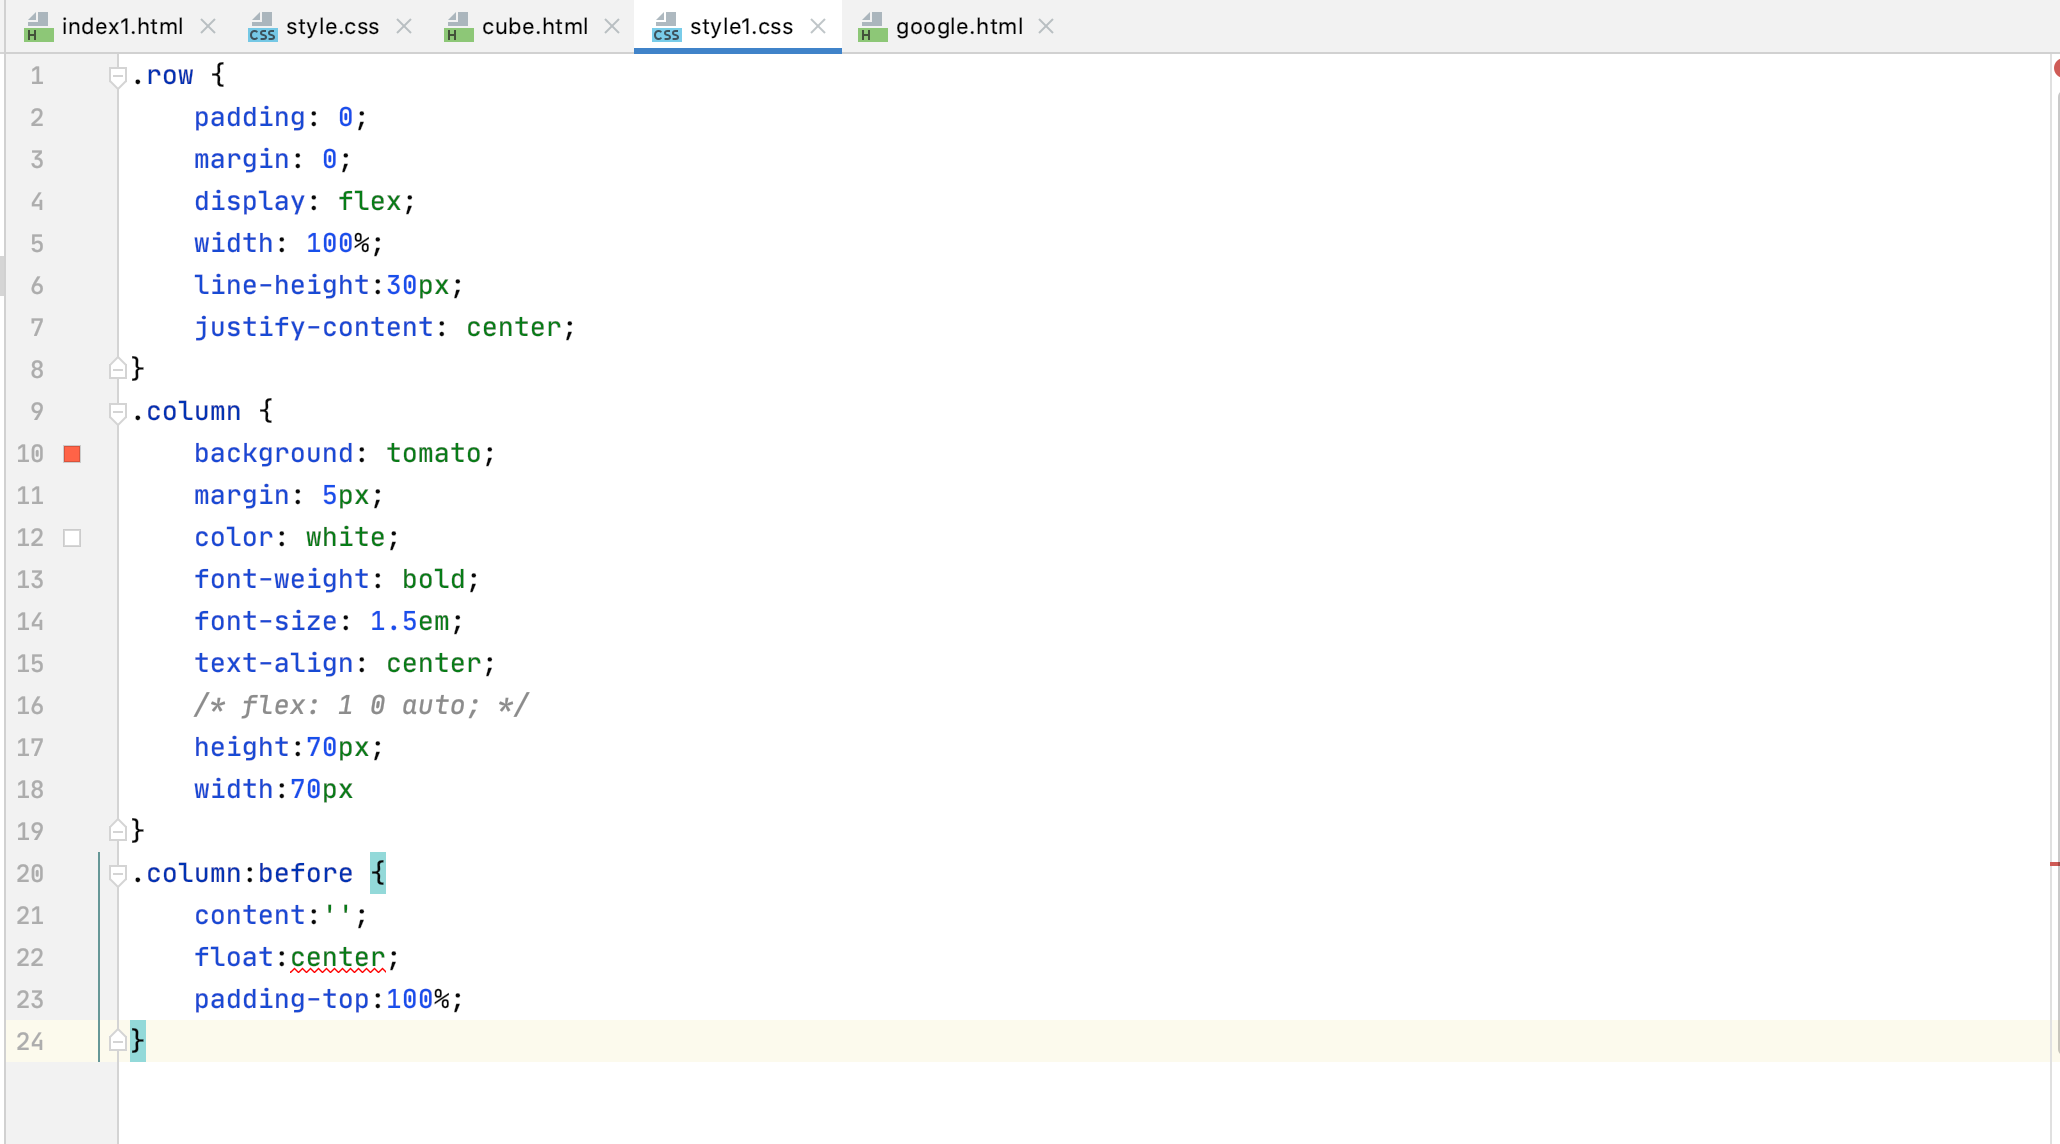 index1.html style.css cube.html style1.css google.html
1 .row {
2 padding: 0;
3 margin: 0;
4 display: flex;
5 width: 100%;
6 line-height:30px;
7 justify-content: center;
8 }
9 .column {
10 background: tomato;
11 margin: 5px;
12 color: white;
13 font-weight: bold;
14 font-size: 1.5em;
15 text-align: center;
16 /* flex: 1 0 auto; */
17 height:70px;
18 width:70px
19 }
20 .column:before {
21 content:'';
22 float:center;
23 padding-top:100%;
24 }